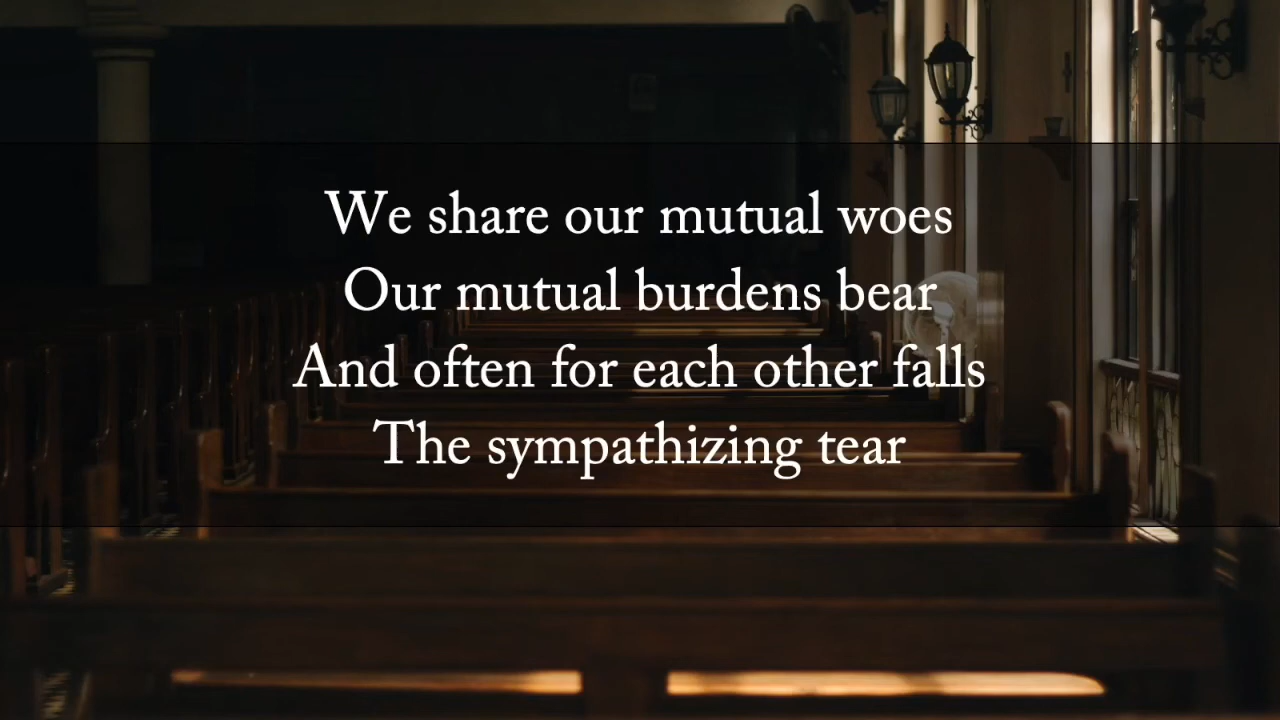 We share our mutual woes
Our mutual burdens bear
And often for each other falls
The sympathizing tear